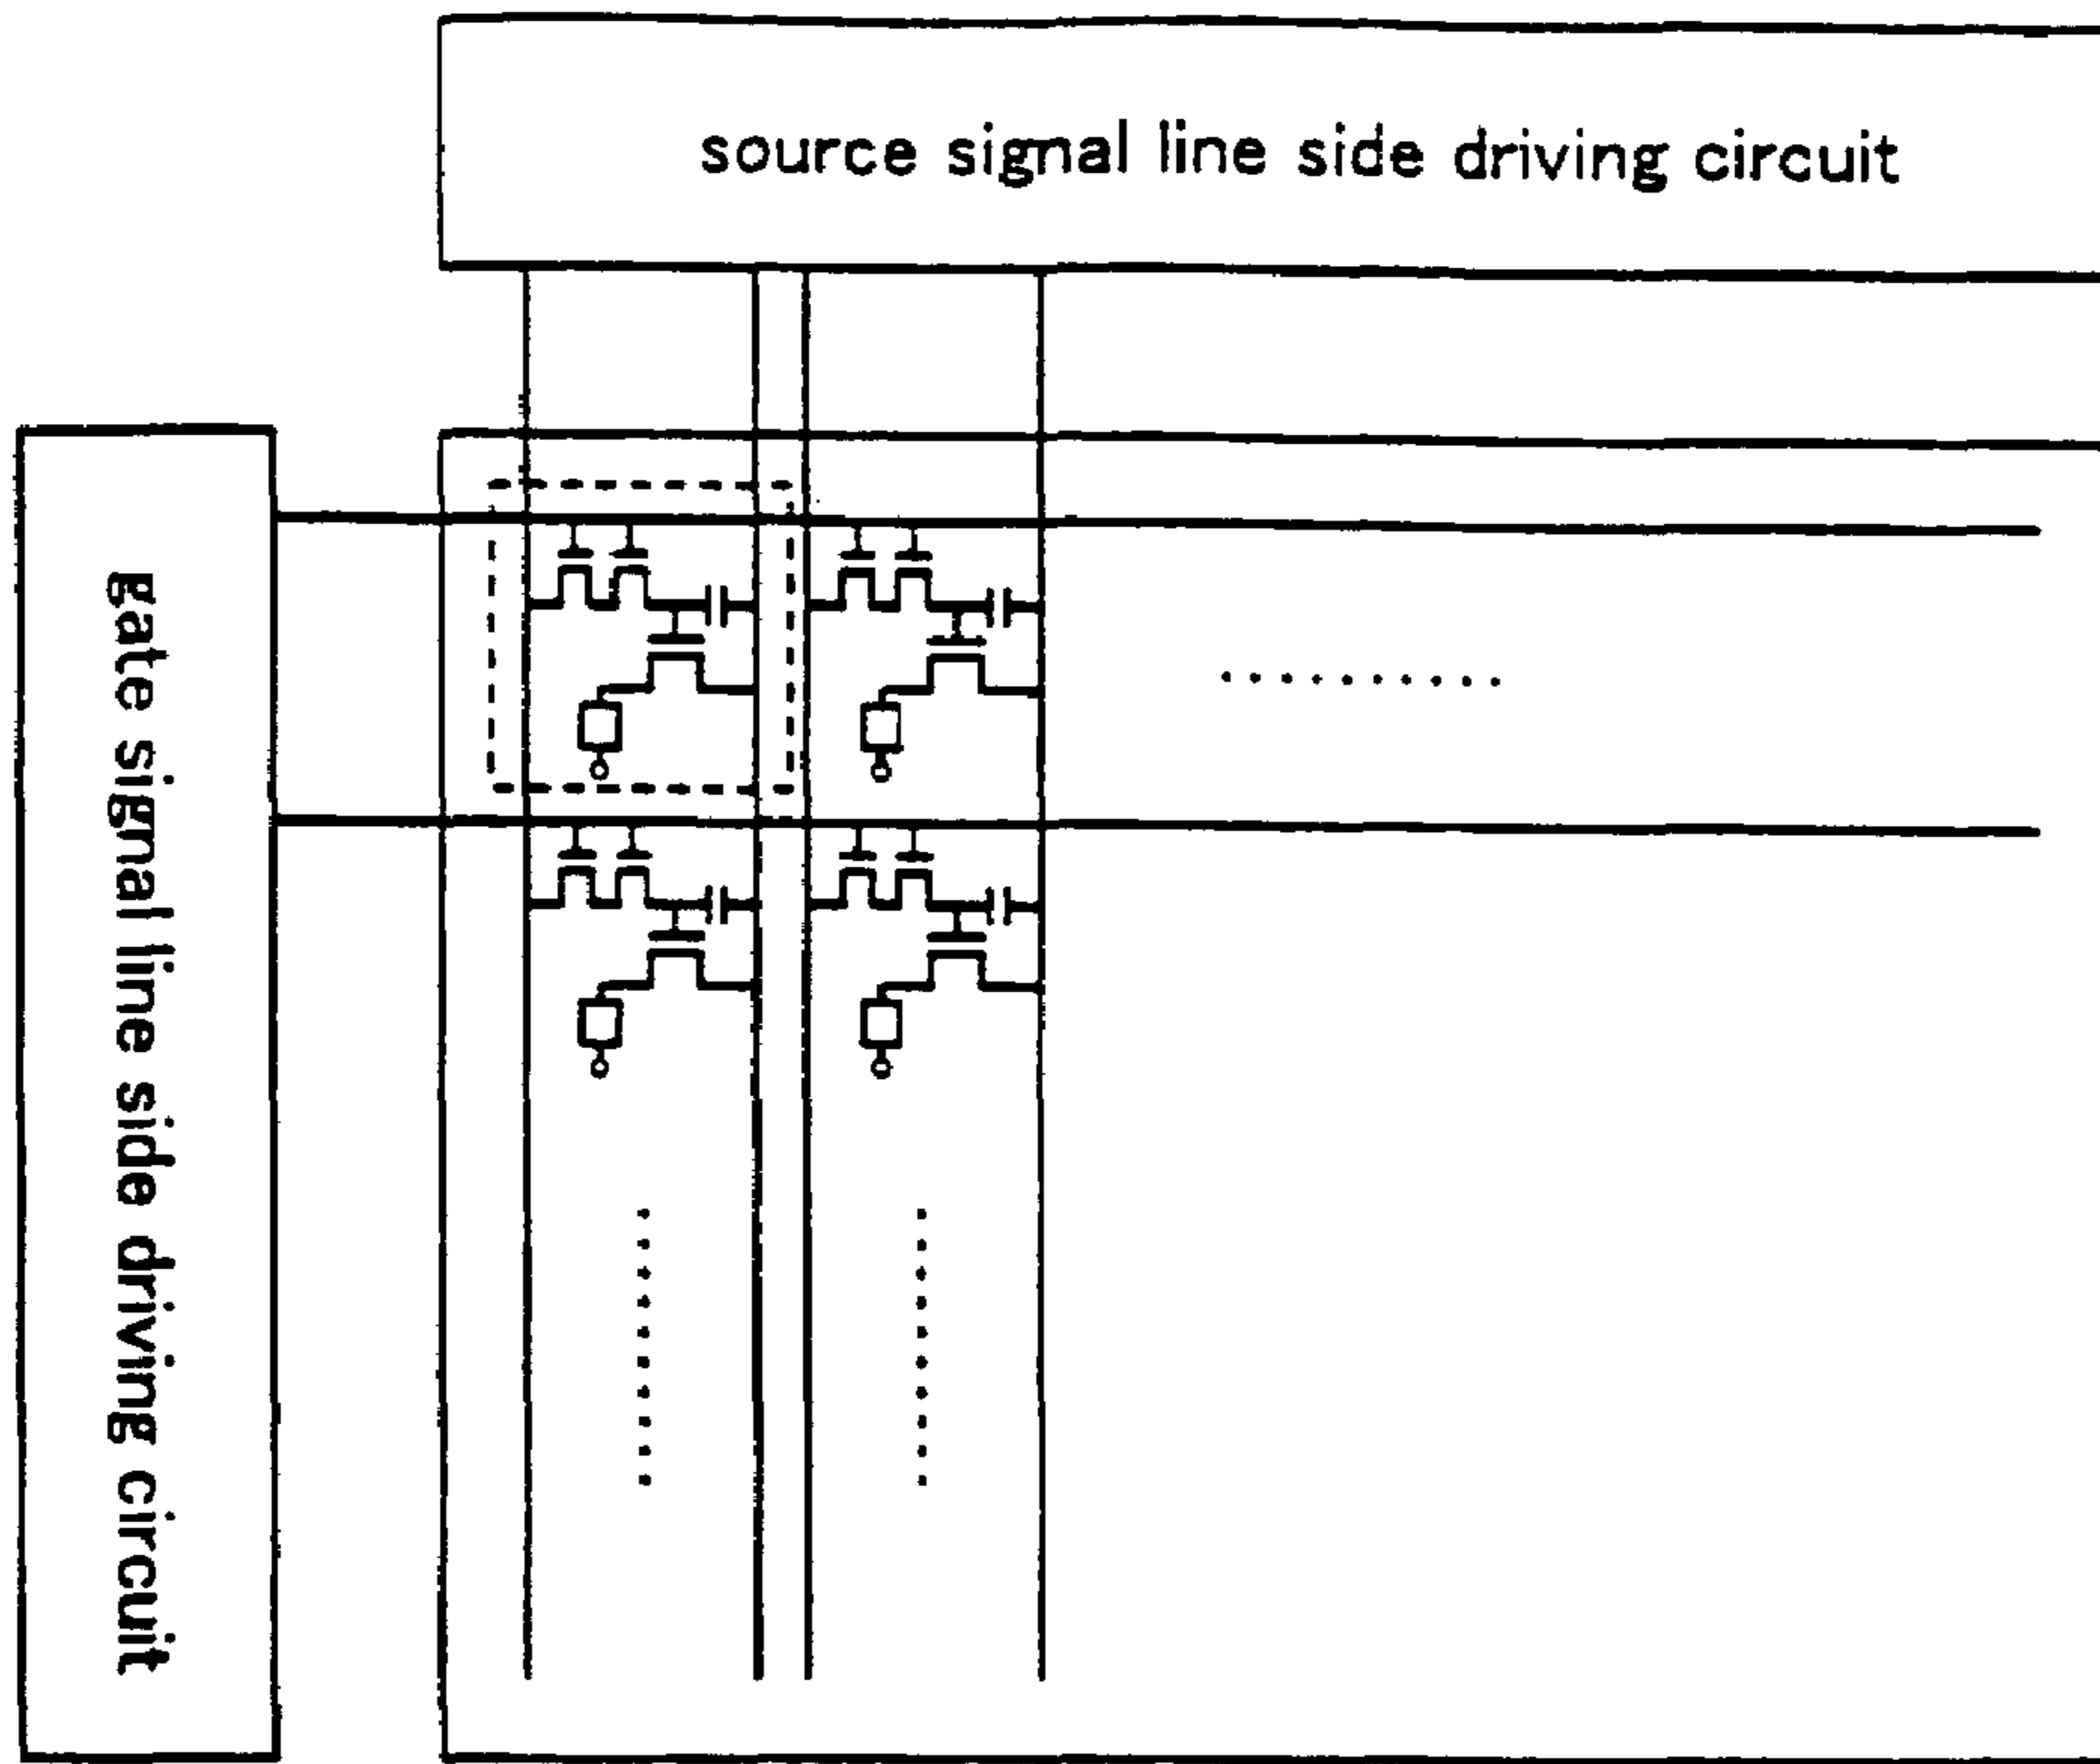 source signal line side driving circuit
gate signal line side driving circuit